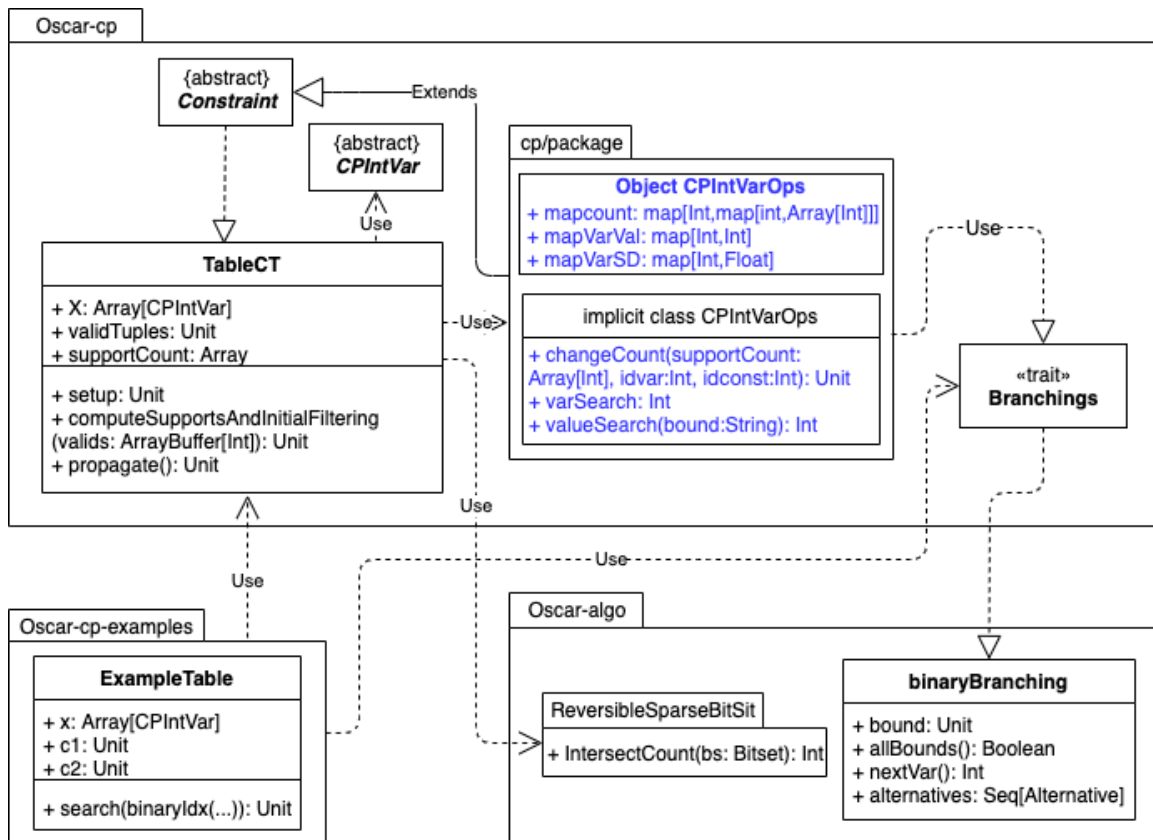 Oscar-cp
{abstract}
Constraint
Extends
{abstract}
CPIntVar
Use
cp/package
Object CPIntVarOps
+ mapcount: map[Int,map[int,Array[Int]]]
+ mapVarVal: map[Int,Int]
+ mapVarSD: map[Int,Float]
Use
TableCT
+ X: Array[CPIntVar]
+ validTuples: Unit
+ supportCount: Array
+ setup: Unit
+ computeSupportsAndInitialFiltering
(valids: ArrayBuffer[Int]): Unit
+ propagate(): Unit
Use
implicit class CPIntVarOps
+ changeCount(supportCount:
Array[Int], idvar:Int, idconst:Int): Unit
+ varSearch: Int
+ valueSearch(bound:String): Int
«trait»
Branchings
Use
Use
Use
Oscar-cp-examples
ExampleTable
+ x: Array[CPIntVar]
+ c1: Unit
+ c2: Unit
+ search(binaryIdx(...)): Unit
Oscar-algo
ReversibleSparseBitSit
+ IntersectCount(bs: Bitset): Int
binaryBranching
+ bound: Unit
+ allBounds(): Boolean
+ nextVar(): Int
+ alternatives: Seq[Alternative]